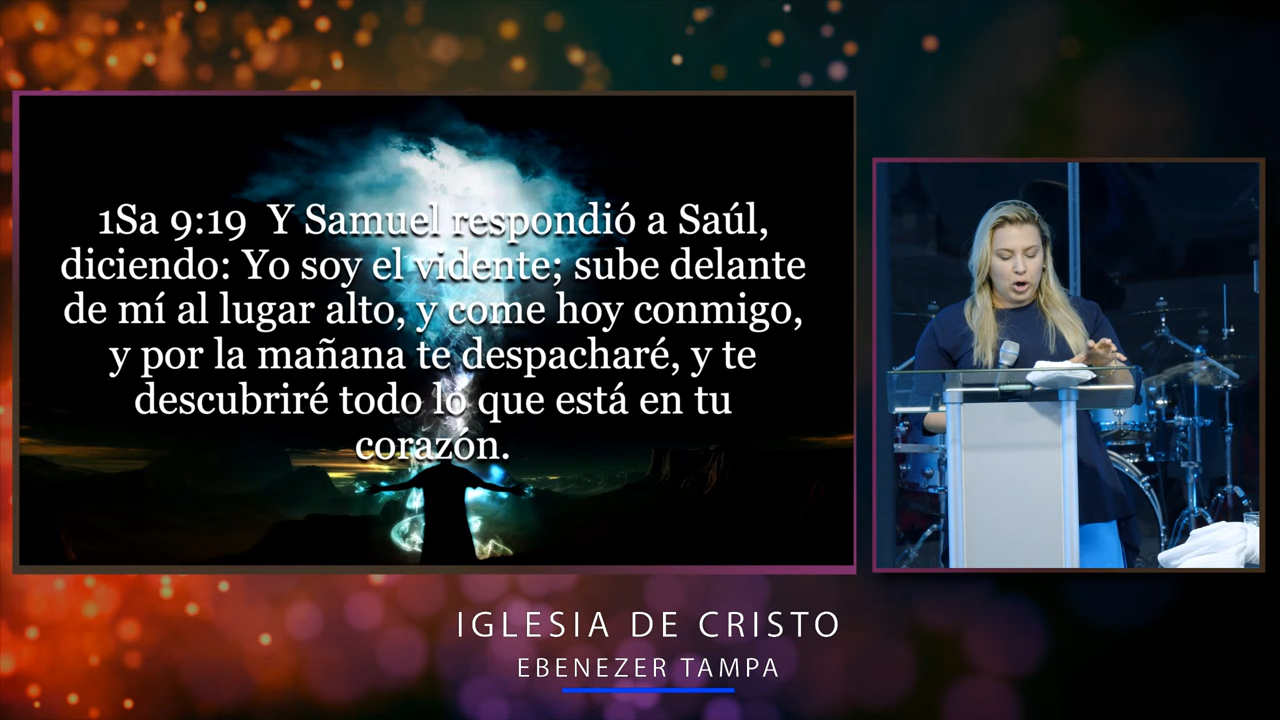 1Sa 9:19  Y Samuel respondió a Saúl,
diciendo: Yo soy el vidente; sube delante
de mí al lugar alto, y come hoy conmigo,
y por la mañana te despacharé, y te
descubriré todo lo que está en tu
corazón.
IGLESIA DE CRISTO
EBENEZER TAMPA